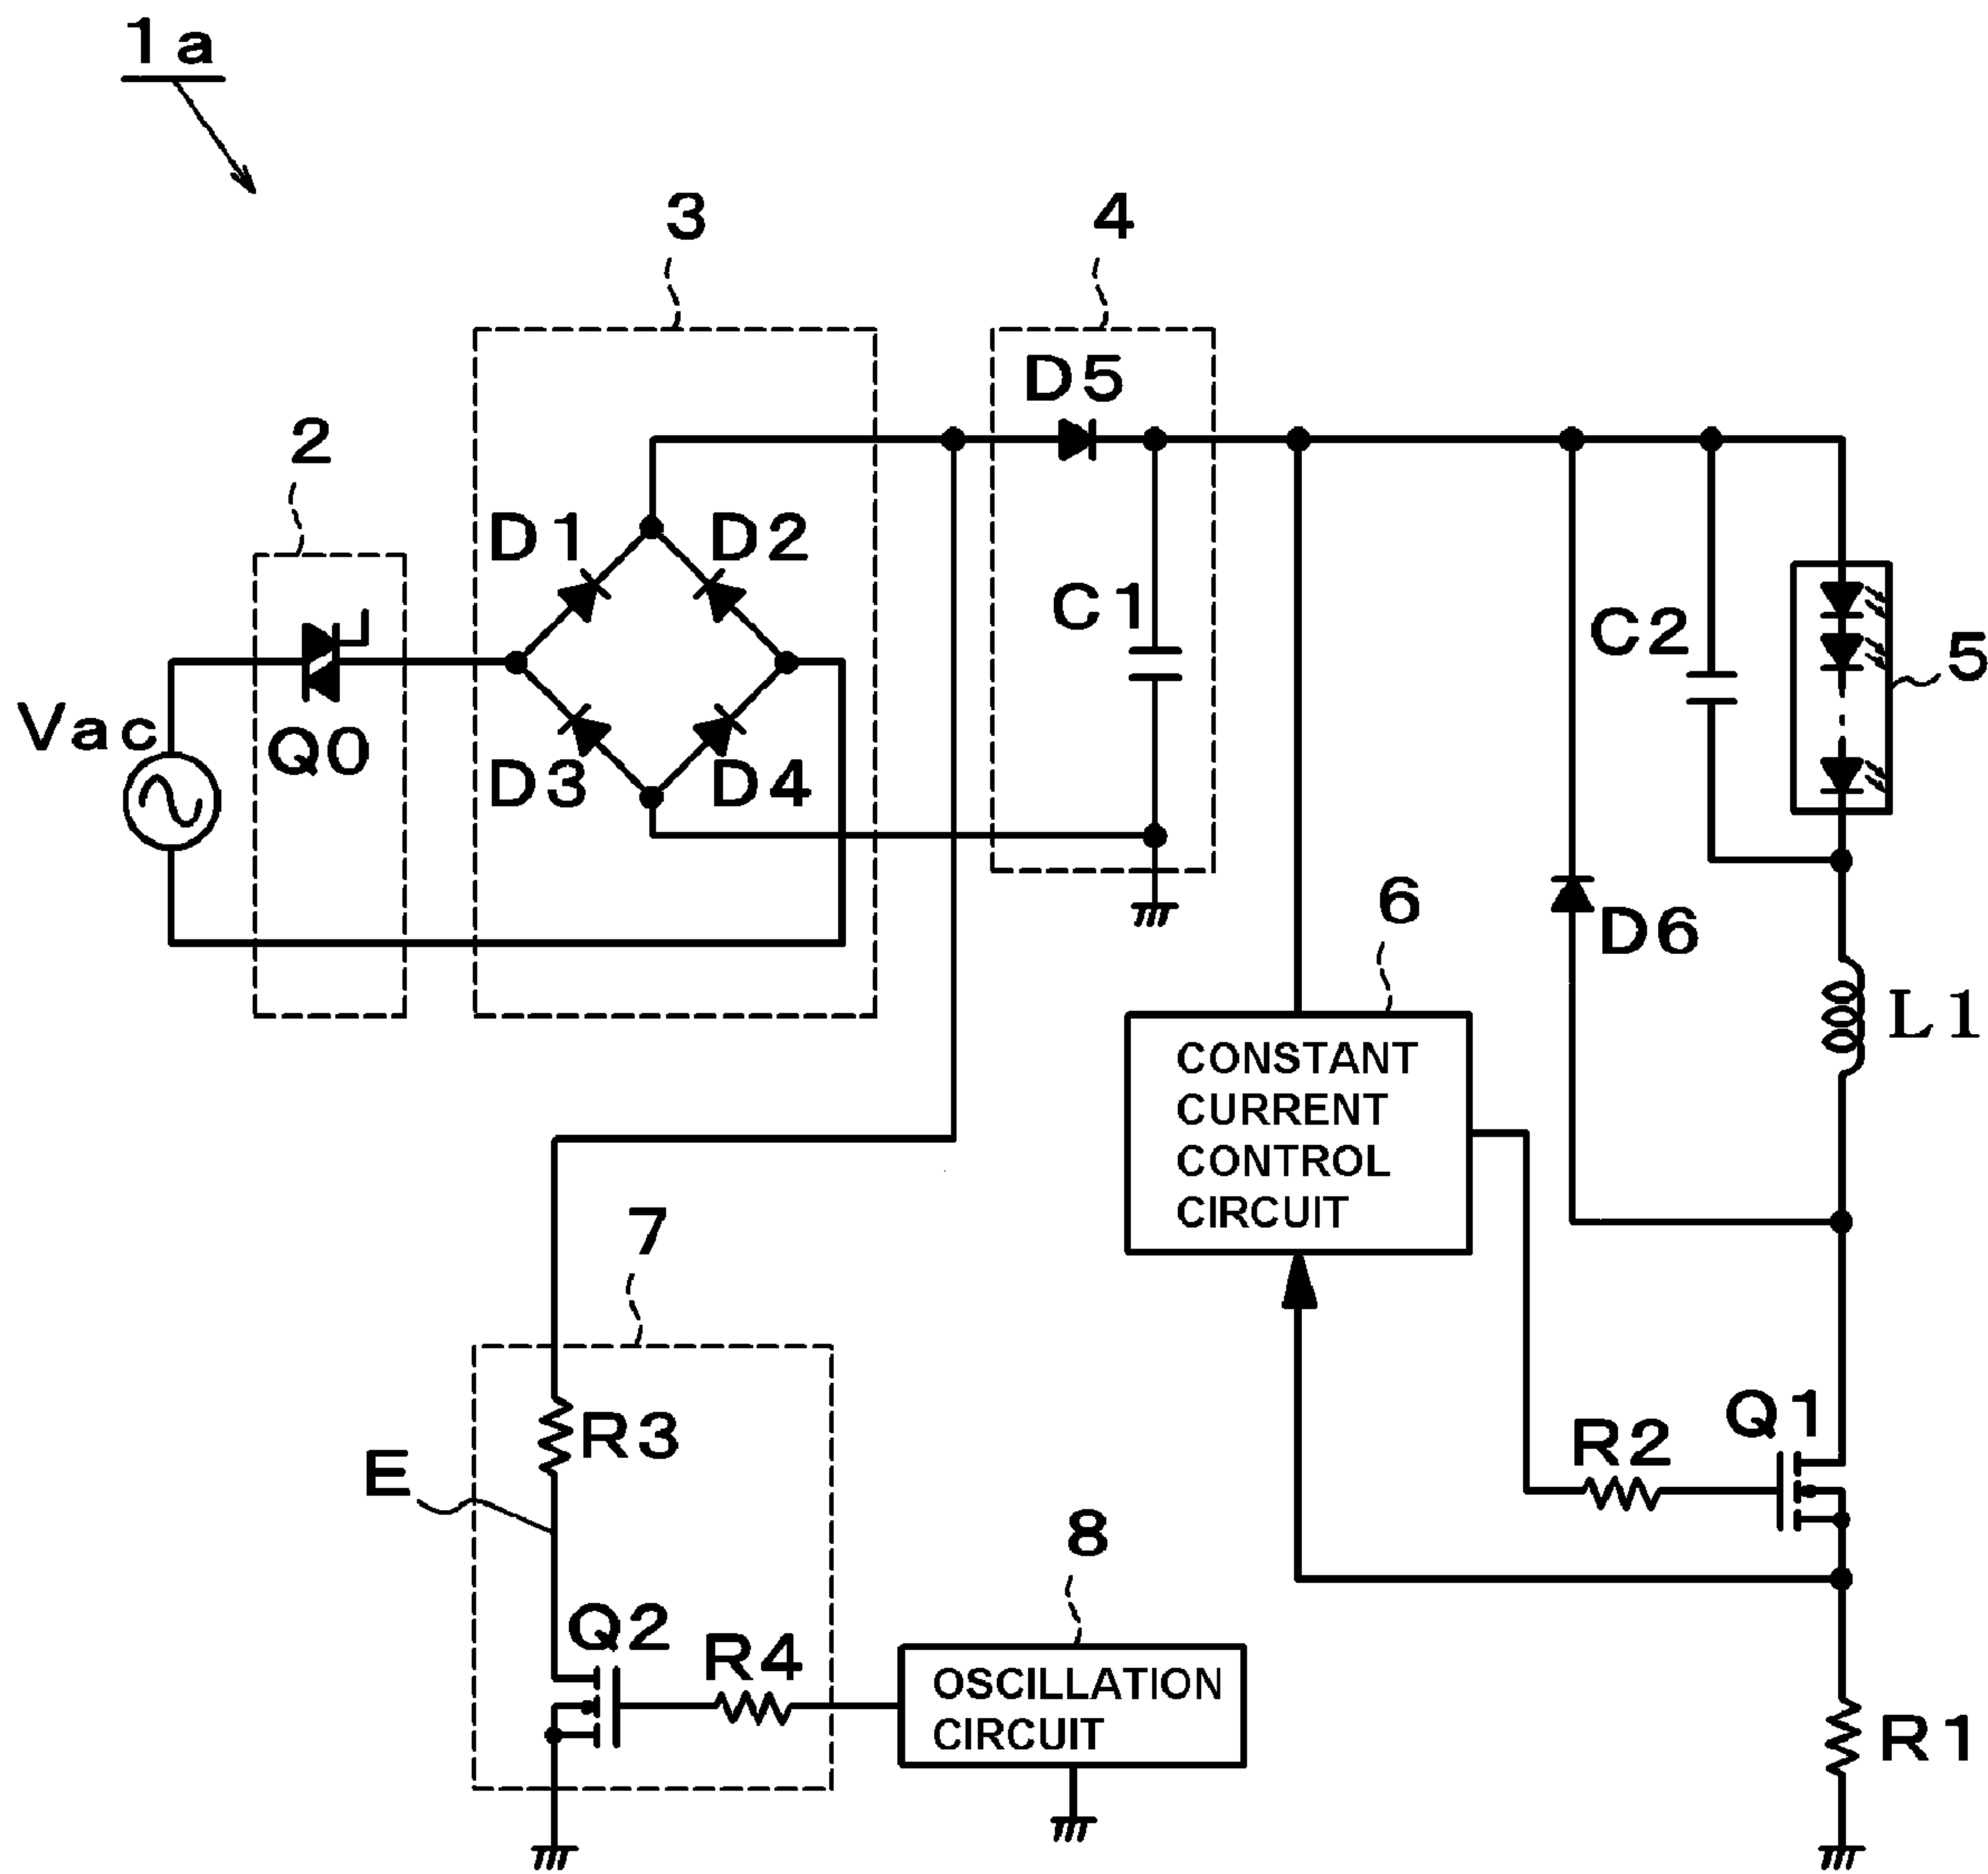 1a
3
4
D5
2
D1 D2
C1
C2
5
Vac
Q0
D3 D4
6
D6
L1
CONSTANT
CURRENT
CONTROL
CIRCUIT
7
Q1
R3
R2
E
8
Q2
R4
OSCILLATION
CIRCUIT
R1